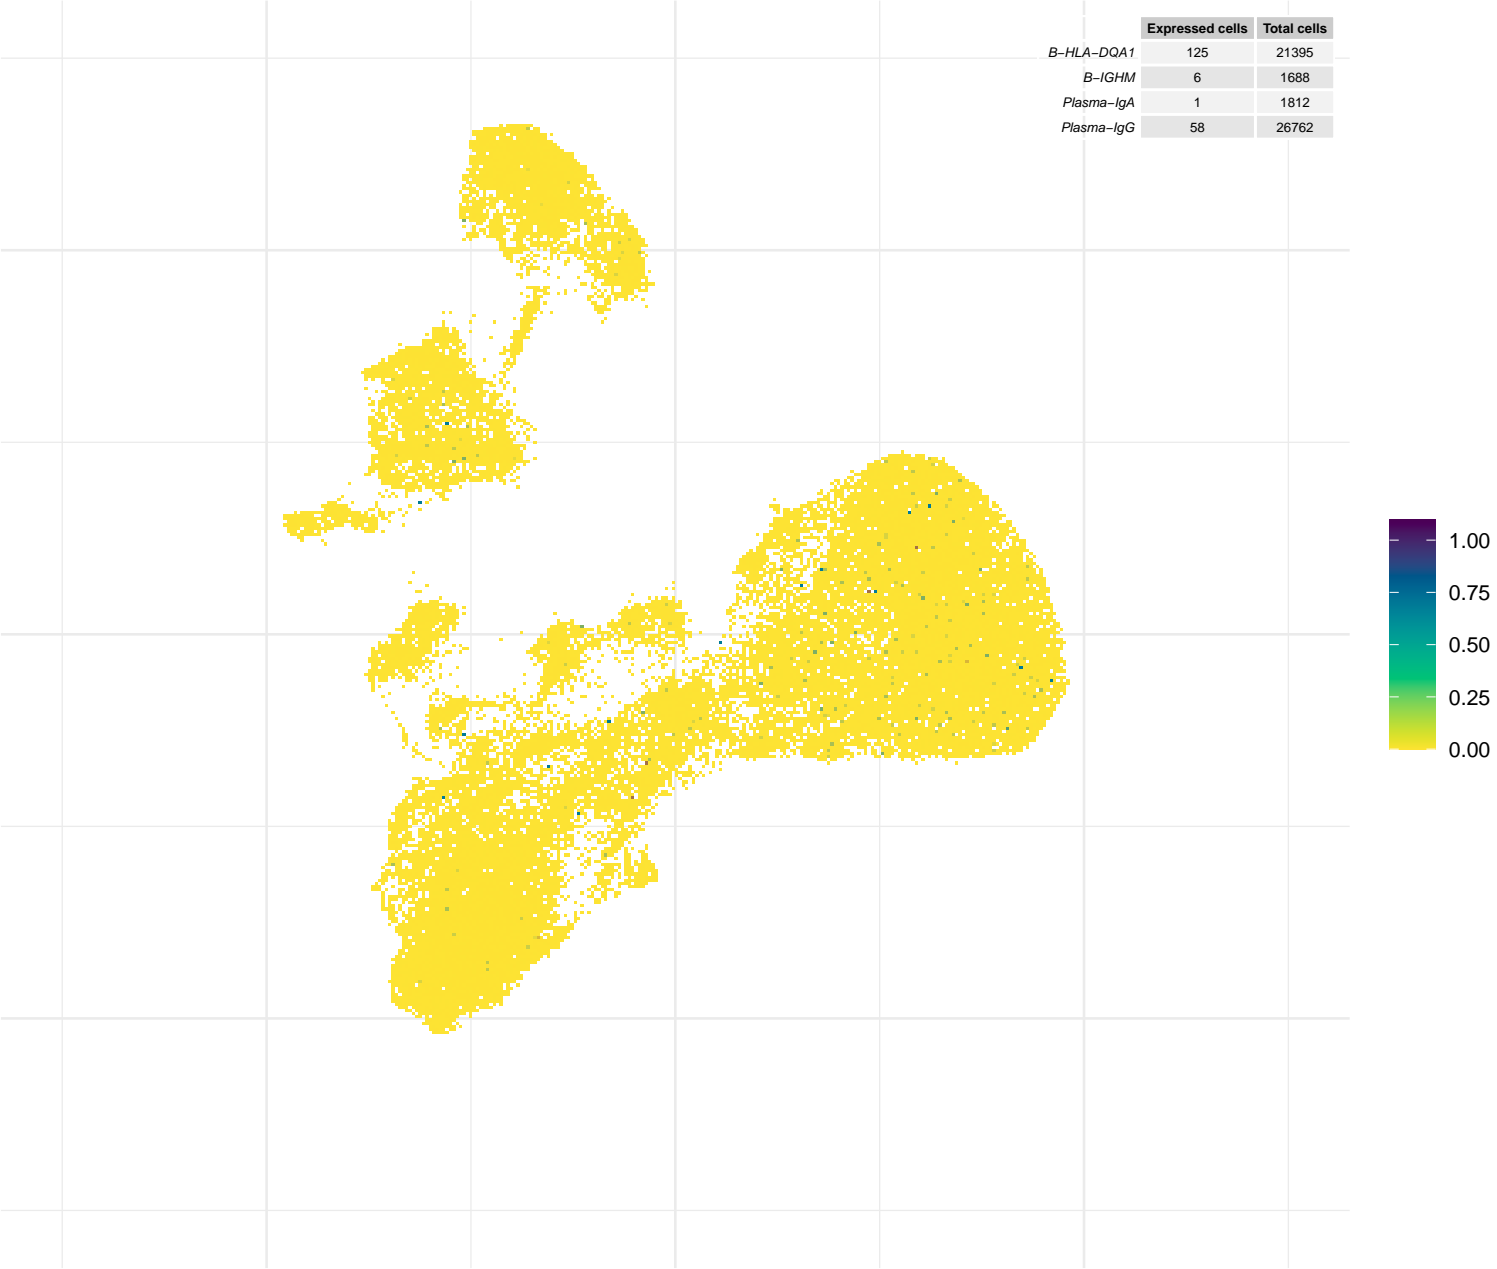 Expressed cells Total cells
B−HLA−DQA1 125 21395
B−IGHM 6 1688
Plasma−IgA 1 1812
Plasma−IgG 58 26762
1.00
0.75
0.50
0.25
0.00